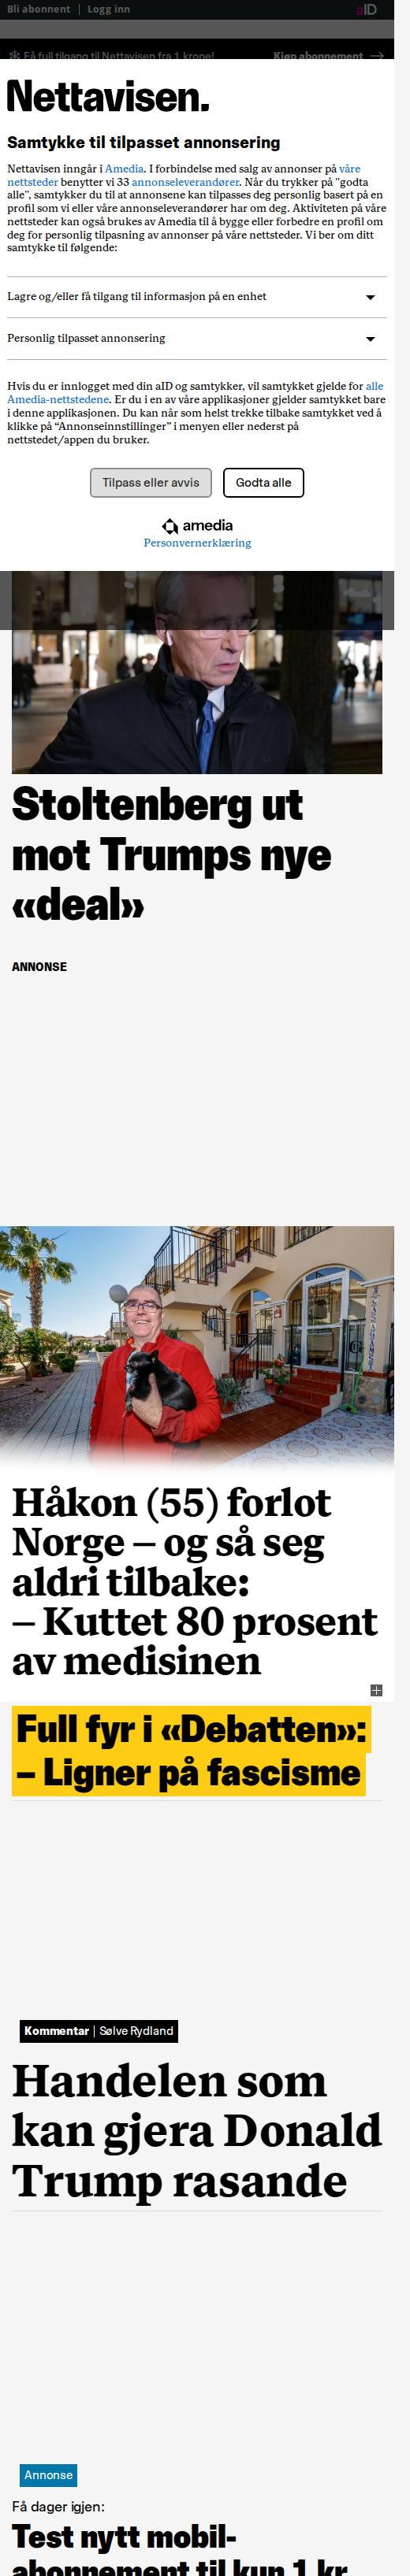 Bli abonnent | Logg inn
aID
Få full tilgang til Nettavisen fra 1 krone!
Kjøp abonnement →
Nettavisen.
Samtykke til tilpasset annonsering
Nettavisen inngår i Amedia. I forbindelse med salg av annonser på våre
nettsteder benytter vi 33 annonseleverandører. Når du trykker på "godta
alle", samtykker du til at annonsene kan tilpasses deg personlig basert på en
profil som vi eller våre annonseleverandører har om deg. Aktiviteten på våre
nettsteder kan også brukes av Amedia til å bygge eller forbedre en profil om
deg for personlig tilpasning av annonser på våre nettsteder. Vi ber om ditt
samtykke til følgende:
Lagre og/eller få tilgang til informasjon på en enhet
Personlig tilpasset annonsering
Hvis du er innlogget med din aID og samtykker, vil samtykket gjelde for alle
Amedia-nettstedene. Er du i en av våre applikasjoner gjelder samtykket bare
i denne applikasjonen. Du kan når som helst trekke tilbake samtykket ved å
klikke på “Annonseinnstillinger” i menyen eller nederst på
nettstedet/appen du bruker.
Tilpass eller avvis
Godta alle
amedia
Personvernerklæring
Stoltenberg ut
mot Trumps nye
«deal»
ANNONSE
Håkon (55) forlot
Norge – og så seg
aldri tilbake:
– Kuttet 80 prosent
av medisinen
Full fyr i «Debatten»:
– Ligner på fascisme
Kommentar | Sølve Rydland
Handelen som
kan gjera Donald
Trump rasande
Annonse
Få dager igjen:
Test nytt mobil-
abonnement til kun 1 kr